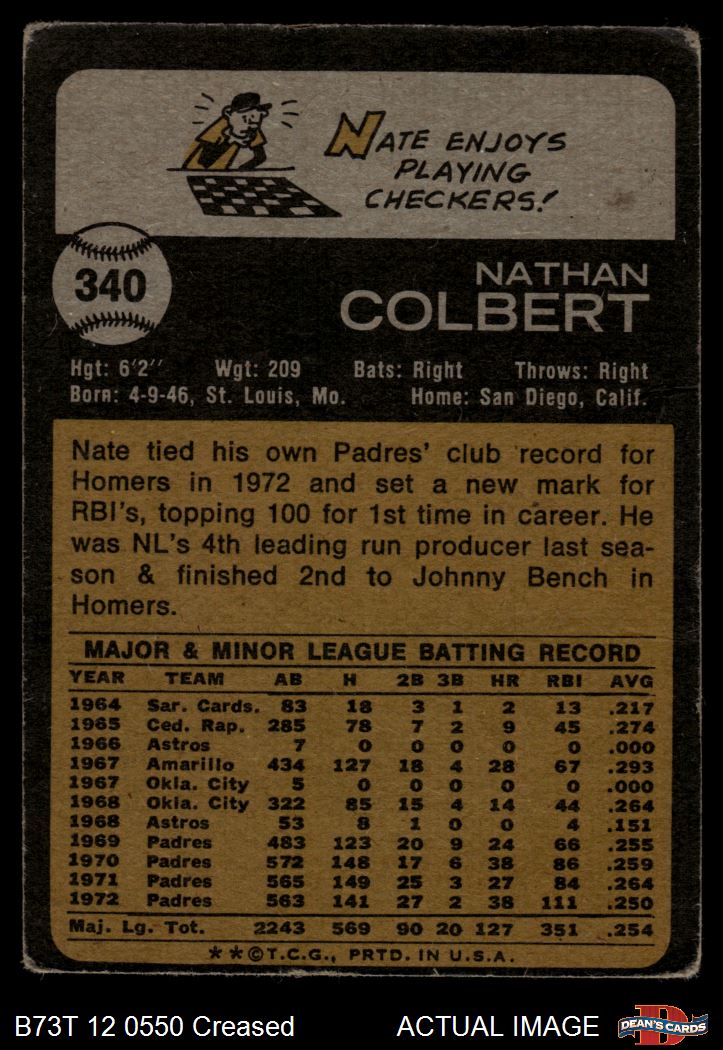 NATE ENJOYS
PLAYING
CHECKERS!
340
NATHAN
COLBERT
Hgt: 6'2" Wgt: 209 Bats: Right Throws: Right
Born: 4-9-46, St. Louis, Mo. Home: San Diego, Calif.
Nate tied his own Padres' club record for
Homers in 1972 and set a new mark for
RBI's, topping 100 for 1st time in career. He
was NL's 4th leading run producer last sea-
son & finished 2nd to Johnny Bench in
Homers.
MAJOR & MINOR LEAGUE BATTING RECORD
YEAR TEAM AB H 2B 3B HR RBI AVG
1964 Sar. Cards. 83 18 3 1 2 13 .217
1965 Ced. Rap. 285 78 7 2 9 45 .274
1966 Astros 7 0 0 0 0 0 .000
1967 Amarillo 434 127 18 4 28 67 .293
1967 Okla. City 5 0 0 0 0 0 .000
1968 Okla. City 322 85 15 4 14 44 .264
1968 Astros 53 8 1 0 0 4 .151
1969 Padres 483 123 20 9 24 66 .255
1970 Padres 572 148 17 6 38 86 .259
1971 Padres 565 149 25 3 27 84 .264
1972 Padres 563 141 27 2 38 111 .250
Maj. Lg. Tot. 2243 569 90 20 127 351 .254
**©T.C.G., PRTD. IN U.S.A.
B73T 12 0550 Creased ACTUAL IMAGE D DEAN'S CARDS